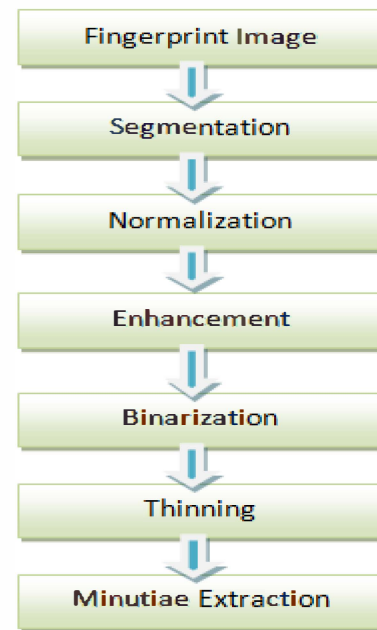 Fingerprint Image
Segmentation
Normalization
Enhancement
Binarization
Thinning
Minutiae Extraction